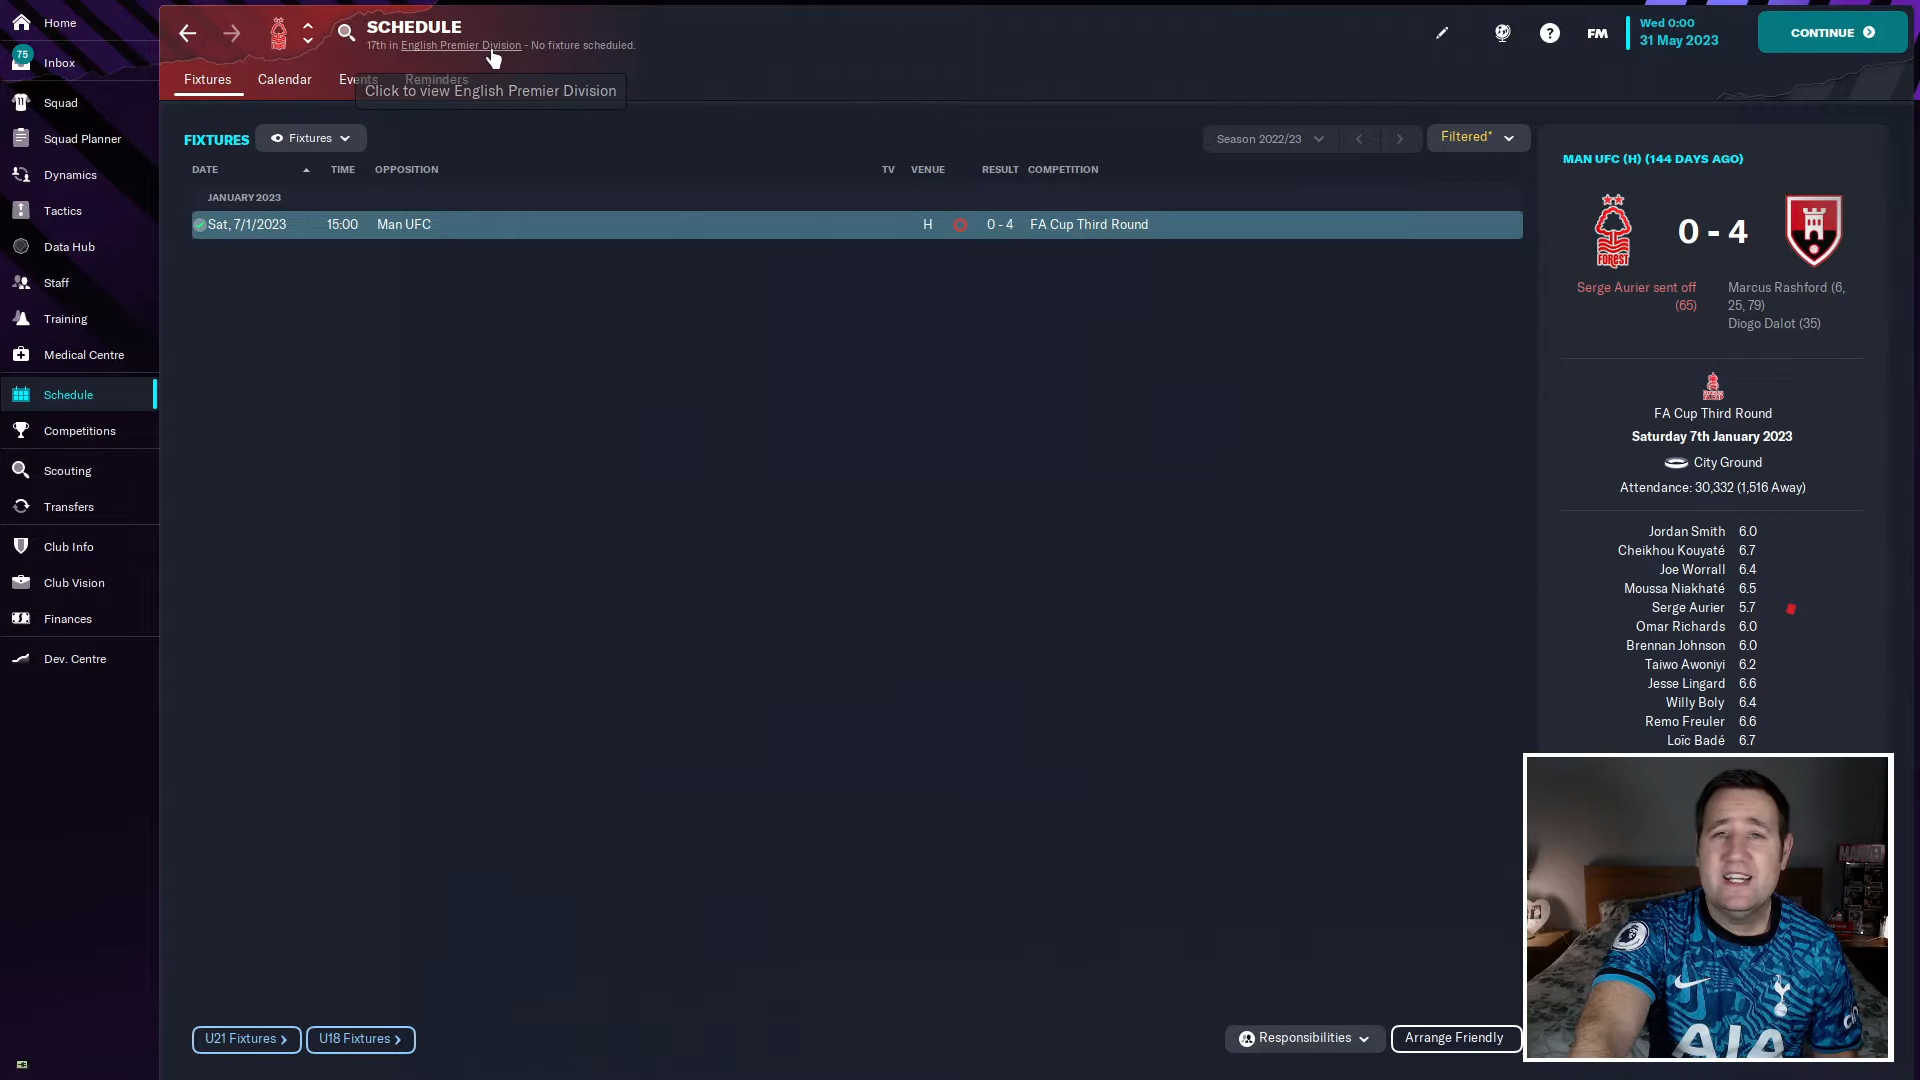 Home
75
Inbox
11
Squad
Squad Planner
Dynamics
Tactics
Data Hub
Staff
Training
Medical Centre
Schedule
Competitions
Scouting
Transfers
Club Info
Club Vision
Finances
Dev. Centre
SCHEDULE
17th in English Premier Division - No fixture scheduled.
?
FM
Wed 0:00
31 May 2023
CONTINUE
Fixtures
Calendar
Events
Reminders
Click to view English Premier Division
FIXTURES
Fixtures
Season 2022/23
Filtered*
DATE TIME OPPOSITION TV VENUE RESULT COMPETITION
JANUARY 2023
Sat, 7/1/2023 15:00 Man UFC H 0 - 4 FA Cup Third Round
MAN UFC (H) (144 DAYS AGO)
FOREST
0 - 4
Serge Aurier sent off
(65)
Marcus Rashford (6,
25, 79)
Diogo Dalot (35)
FA Cup Third Round
Saturday 7th January 2023
City Ground
Attendance: 30,332 (1,516 Away)
Jordan Smith 6.0
Cheikhou Kouyaté 6.7
Joe Worrall 6.4
Moussa Niakhaté 6.5
Serge Aurier 5.7
Omar Richards 6.0
Brennan Johnson 6.0
Taiwo Awoniyi 6.2
Jesse Lingard 6.6
Willy Boly 6.4
Remo Freuler 6.6
Loïc Badé 6.7
MARVEL
AIA
U21 Fixtures
U18 Fixtures
Responsibilities
Arrange Friendly